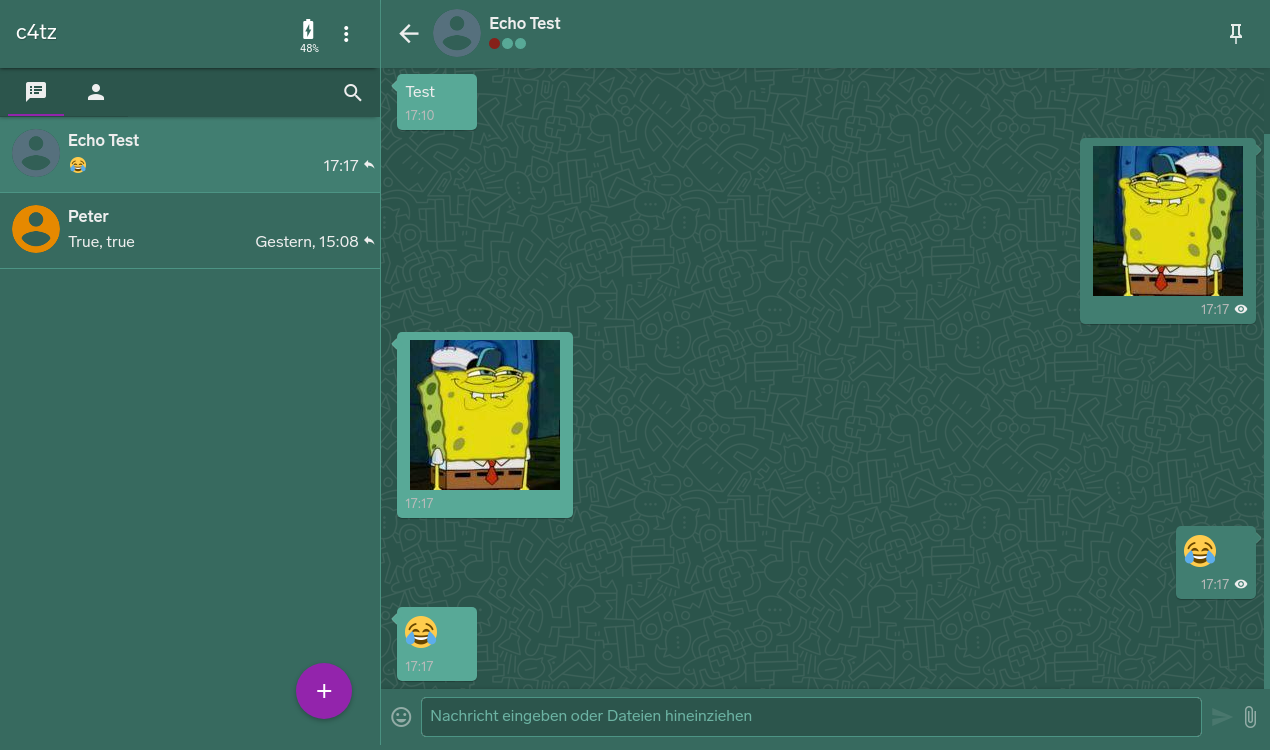 c4tz
48%
Echo Test
17:17
Peter
True, true
Gestern, 15:08
Echo Test
Test
17:10
17:17
17:17
17:17
17:17
Nachricht eingeben oder Dateien hineinziehen